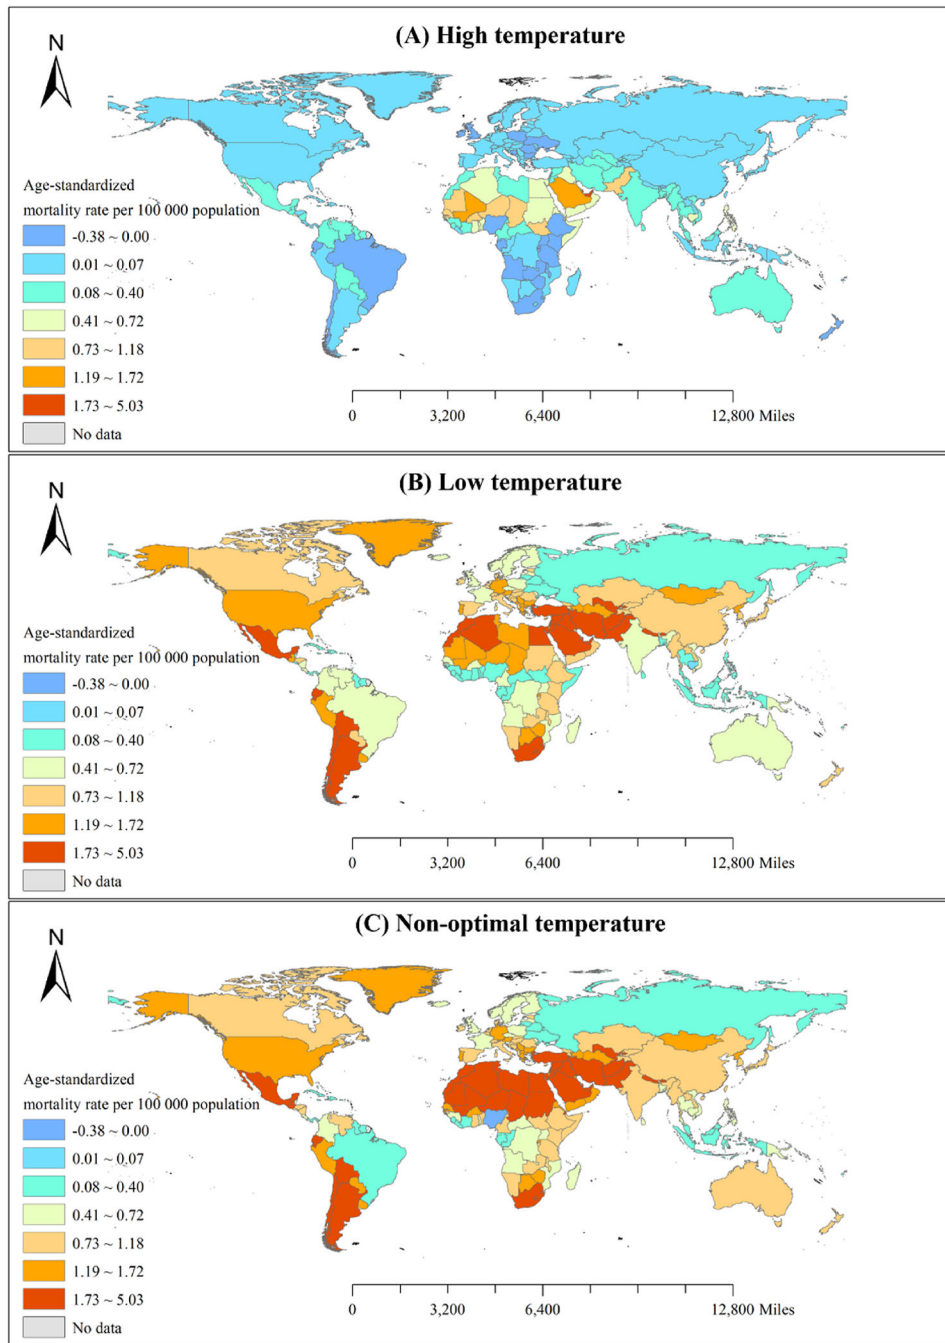 (A) High temperature
N
Age-standardized
mortality rate per 100 000 population
-0.38 ~ 0.00
0.01 ~ 0.07
0.08 ~ 0.40
0.41 ~ 0.72
0.73 ~ 1.18
1.19 ~ 1.72
1.73 ~ 5.03
No data
0 3,200 6,400 12,800 Miles
(B) Low temperature
N
Age-standardized
mortality rate per 100 000 population
-0.38 ~ 0.00
0.01 ~ 0.07
0.08 ~ 0.40
0.41 ~ 0.72
0.73 ~ 1.18
1.19 ~ 1.72
1.73 ~ 5.03
No data
0 3,200 6,400 12,800 Miles
(C) Non-optimal temperature
N
Age-standardized
mortality rate per 100 000 population
-0.38 ~ 0.00
0.01 ~ 0.07
0.08 ~ 0.40
0.41 ~ 0.72
0.73 ~ 1.18
1.19 ~ 1.72
1.73 ~ 5.03
No data
0 3,200 6,400 12,800 Miles